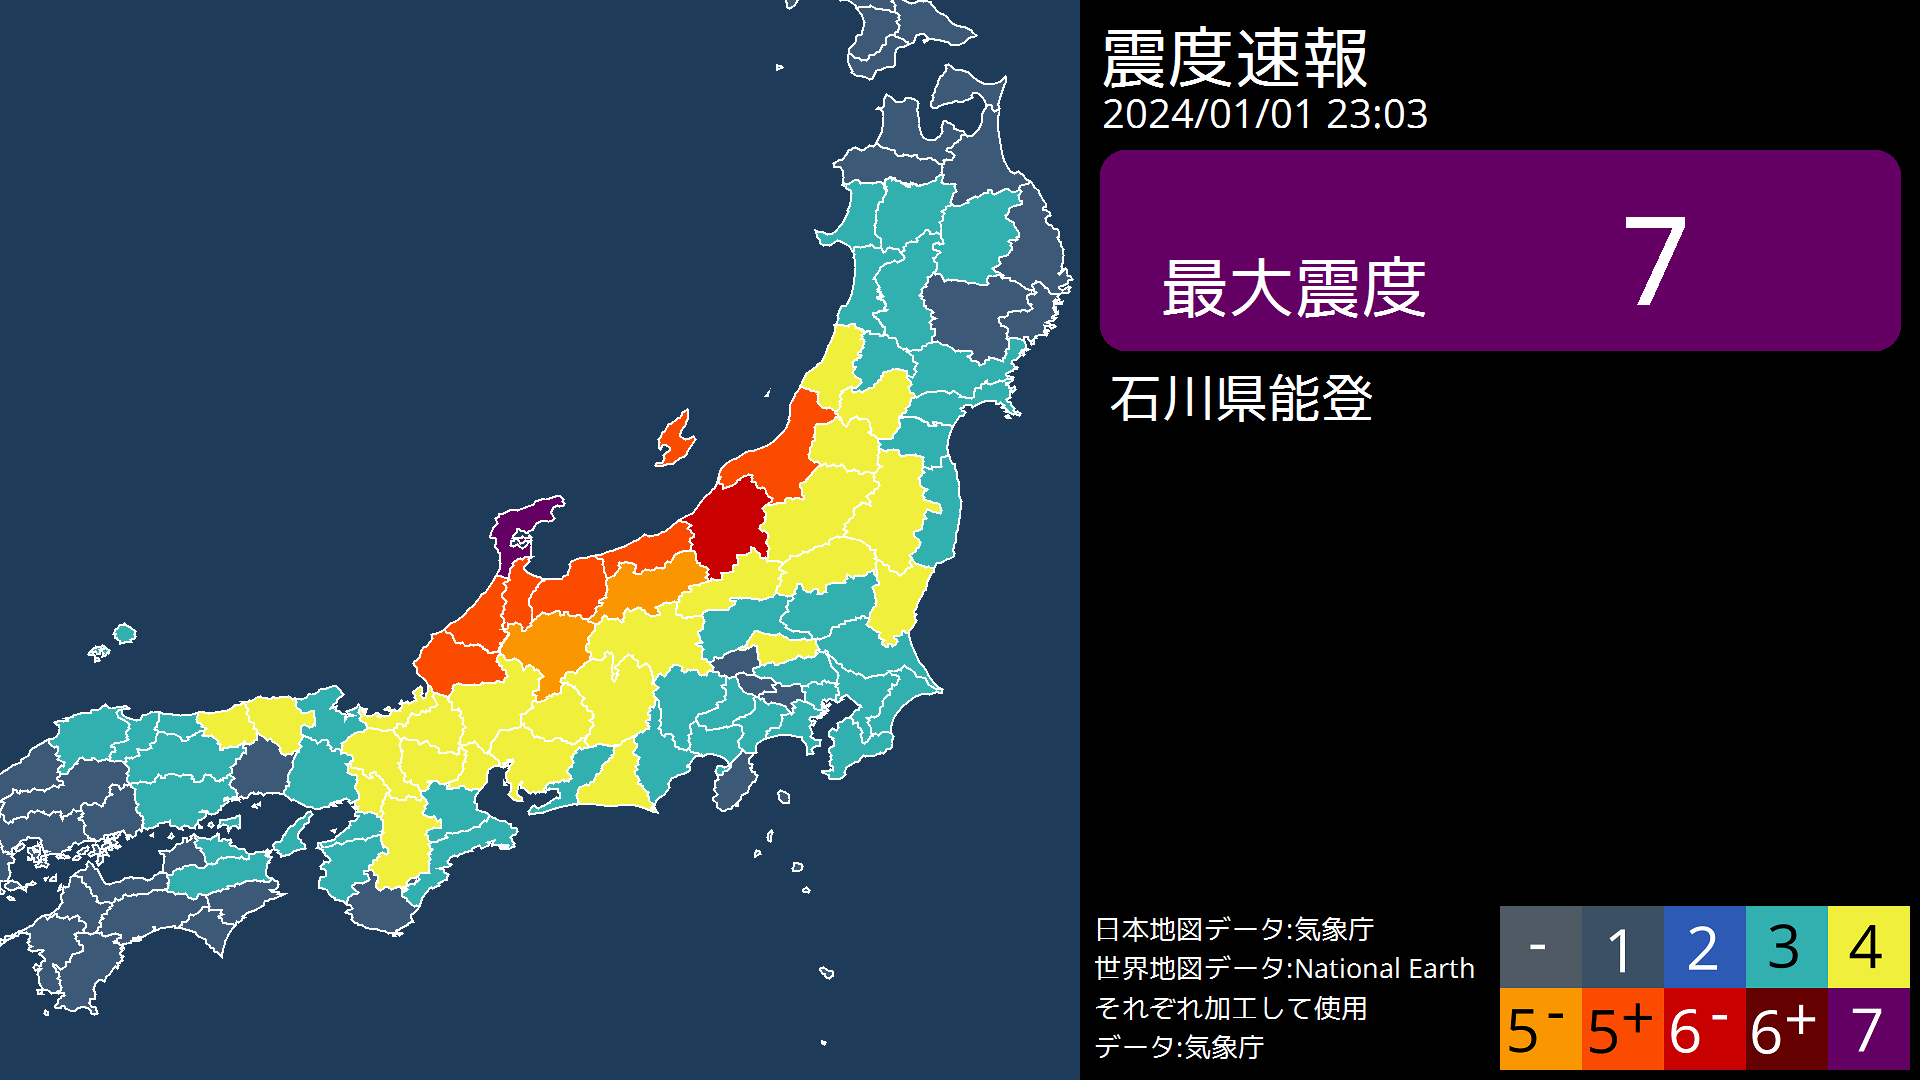 震度速報
2024/01/01 23:03
最大震度 7
石川県能登
日本地図データ:気象庁
世界地図データ:National Earth
それぞれ加工して使用
データ:気象庁
- 1 2 3 4
5- 5+ 6- 6+ 7